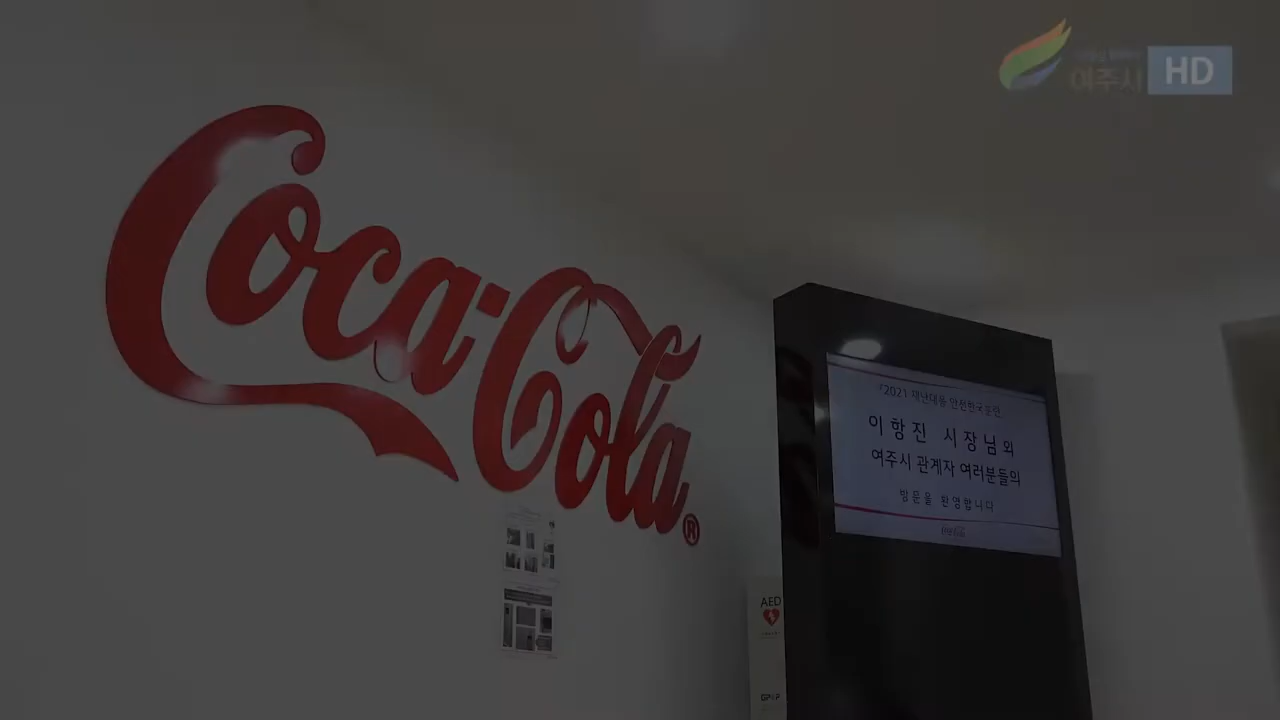 여주시 HD
Coca-Cola®
「2021 재난대응 안전한국훈련」
이항진 시장님외
여주시 관계자 여러분들의
방문을 환영합니다
AED